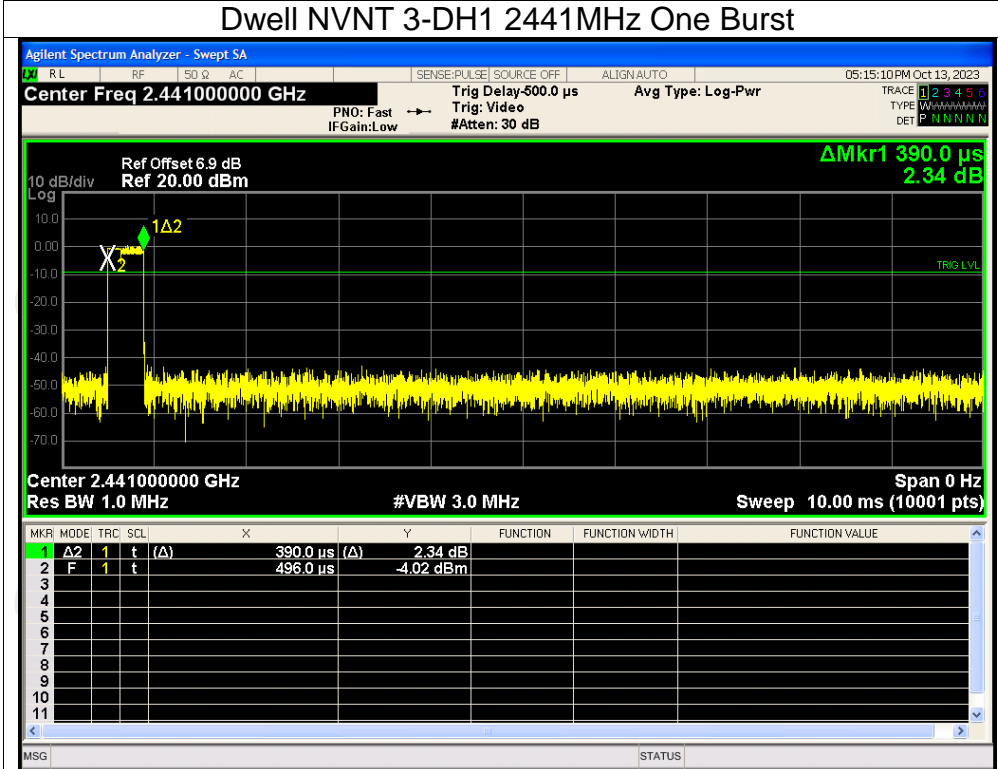 Dwell NVNT 3-DH1 2441MHz One Burst
Agilent Spectrum Analyzer - Swept SA
LXI RL RF 50 Ω AC SENSE:PULSE SOURCE OFF ALIGN AUTO 05:15:10 PM Oct 13, 2023
Center Freq 2.441000000 GHz
PNO: Fast
IFGain:Low
Trig Delay-500.0 µs
Trig: Video
#Atten: 30 dB
Avg Type: Log-Pwr
TRACE 1 2 3 4 5 6
TYPE
DET P N N N N N
ΔMkr1 390.0 µs
2.34 dB
Ref Offset 6.9 dB
10 dB/div Ref 20.00 dBm
Log
10.0
0.00
-10.0
-20.0
-30.0
-40.0
-50.0
-60.0
-70.0
1Δ2
2
TRIG LVL
Center 2.441000000 GHz Span 0 Hz
Res BW 1.0 MHz #VBW 3.0 MHz Sweep 10.00 ms (10001 pts)
MKR MODE TRC SCL X Y FUNCTION FUNCTION WIDTH FUNCTION VALUE
1 Δ2 1 t (Δ) 390.0 µs (Δ) 2.34 dB
2 F 1 t 496.0 µs -4.02 dBm
3
4
5
6
7
8
9
10
11
MSG STATUS